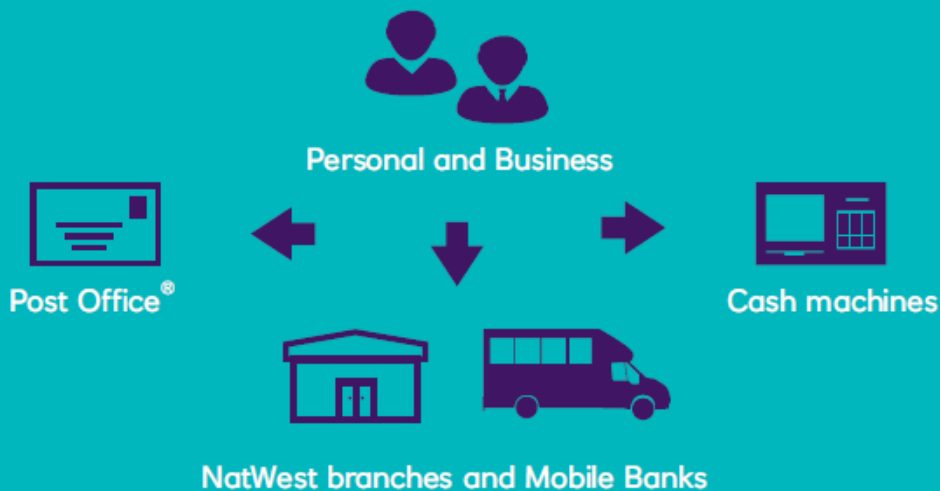 Personal and Business
Post Office®
Cash machines
NatWest branches and Mobile Banks